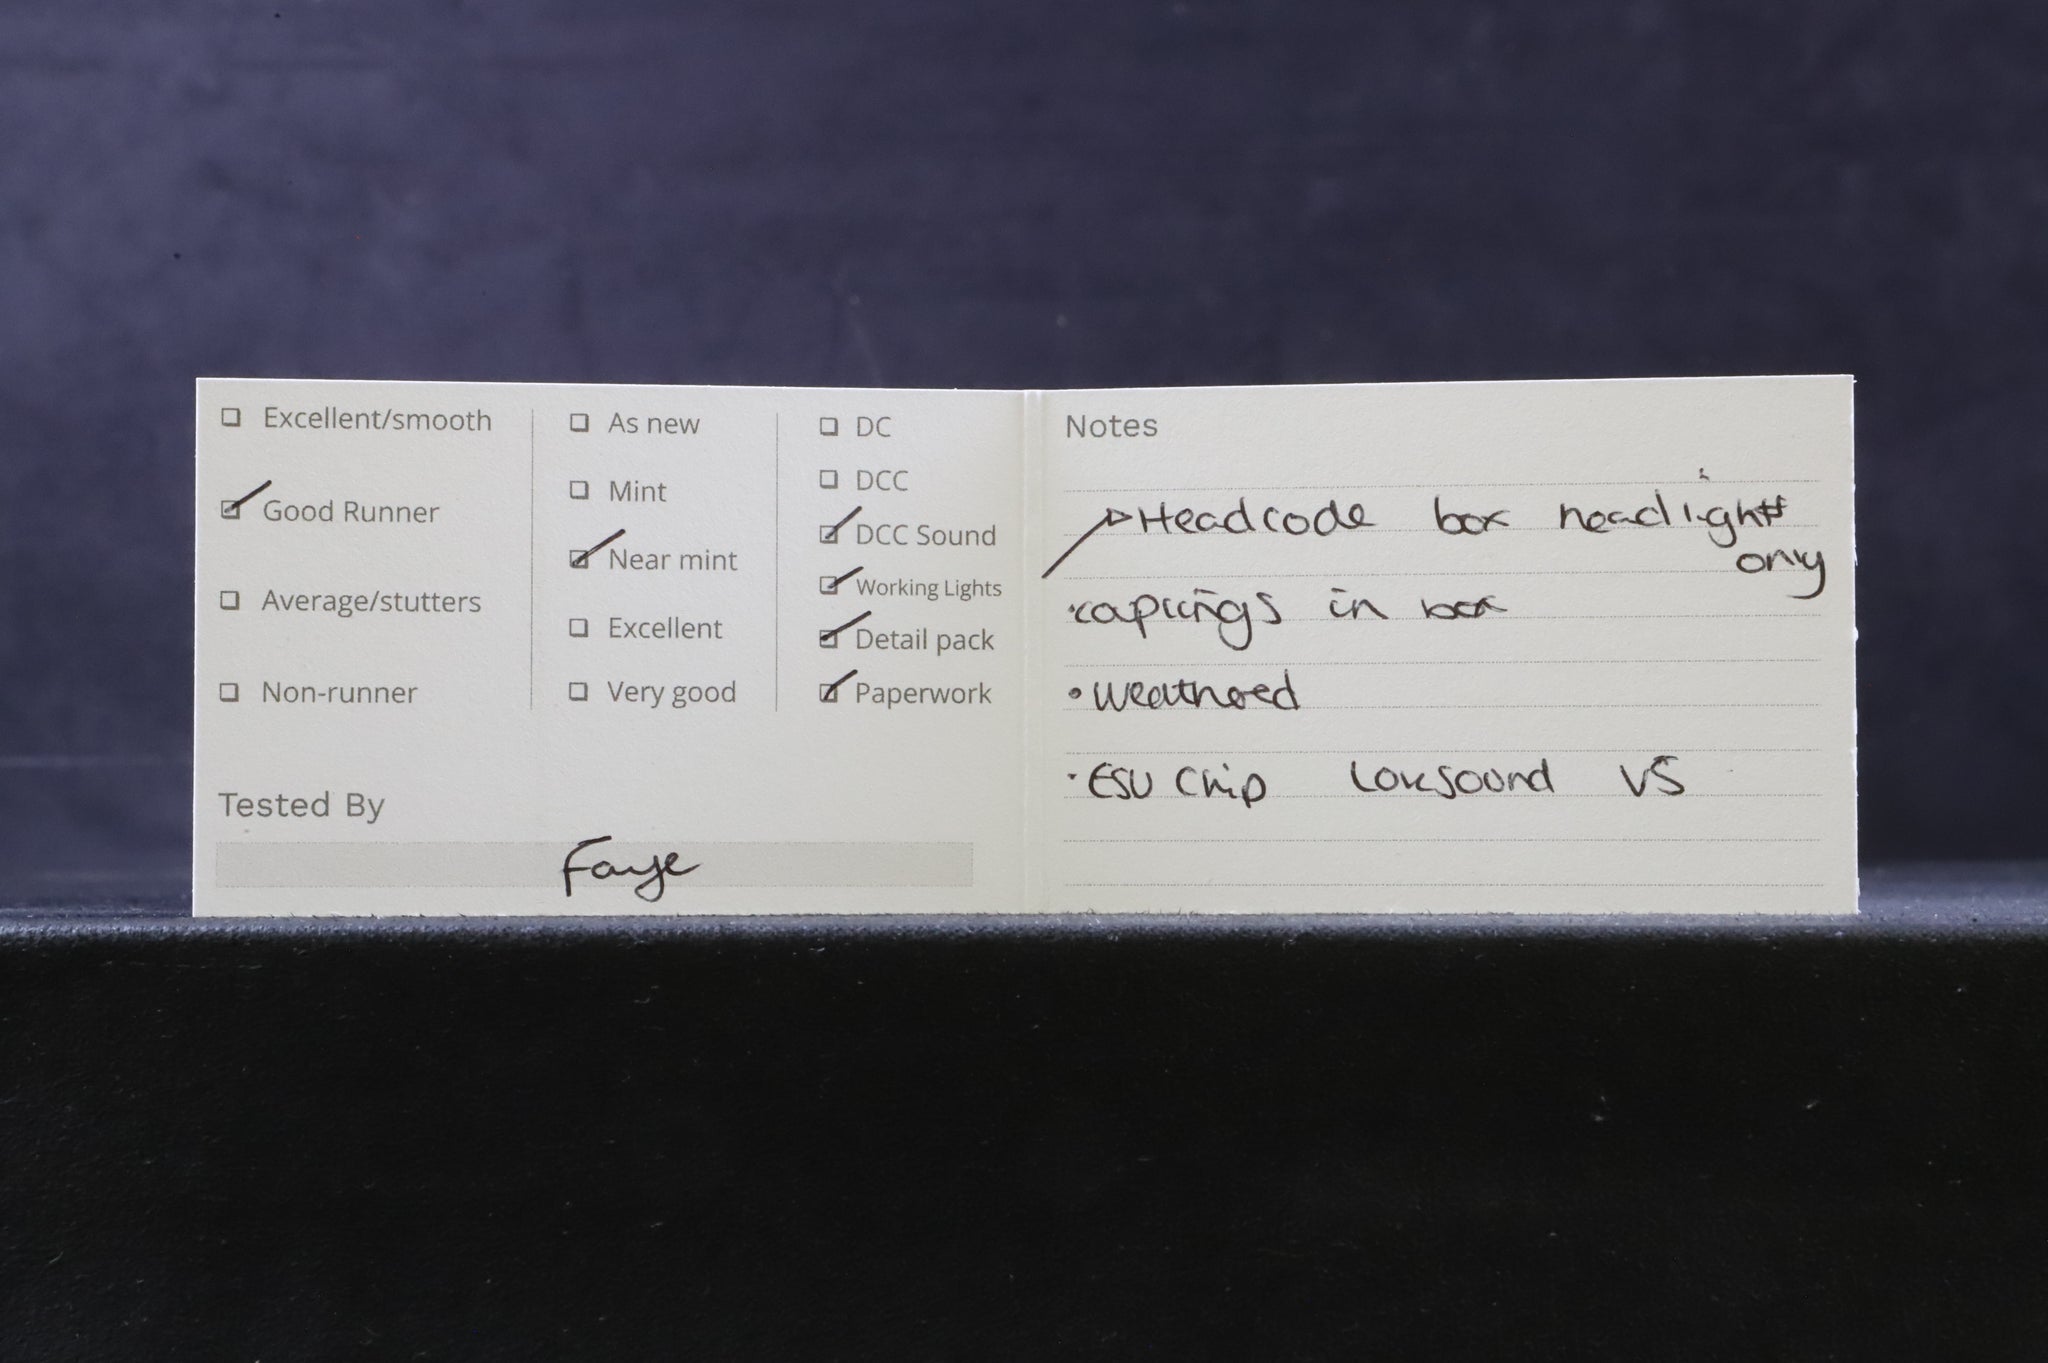 Excellent/smooth
Good Runner
Average/stutters
Non-runner
As new
Mint
Near mint
Excellent
Very good
DC
DCC
DCC Sound
Working Lights
Detail pack
Paperwork
Tested By
Faye
Notes
Headcode box headlight
only
• couplings in box
• weathered
• ESU Chip Loksound V5